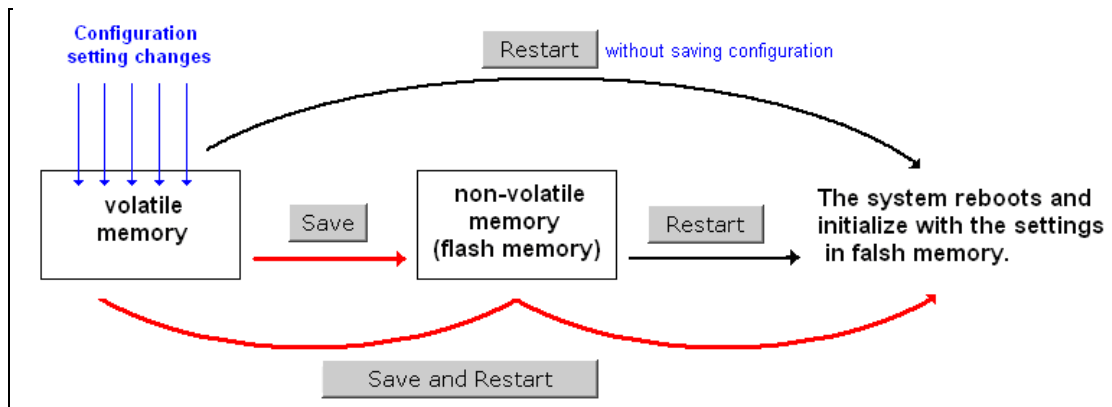 Configuration
setting changes
Restart
without saving configuration
volatile
memory
Save
non-volatile
memory
(flash memory)
Restart
The system reboots and
initialize with the settings
in falsh memory.
Save and Restart